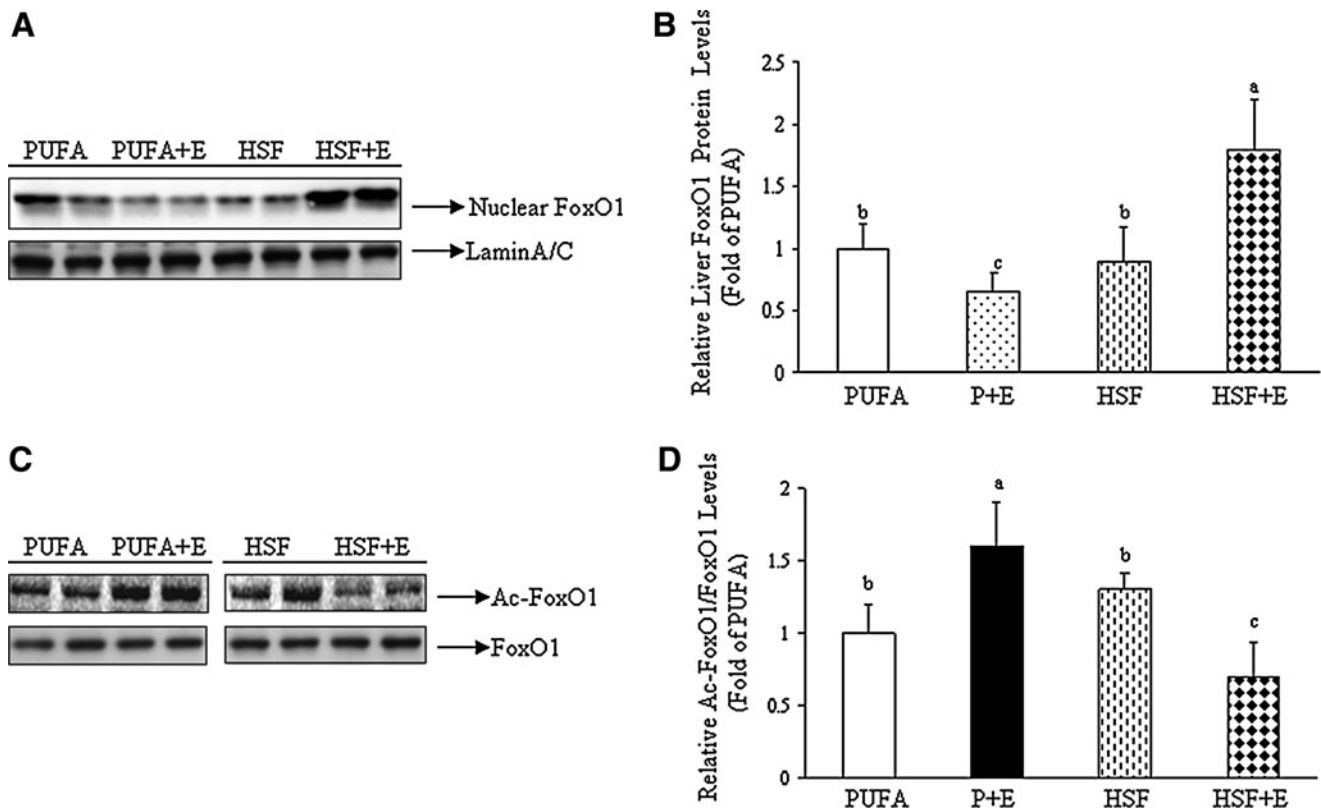 A
PUFA PUFA+E HSF HSF+E
Nuclear FoxO1
LaminA/C
B
Relative Liver FoxO1 Protein Levels
(Fold of PUFA)
2.5
2
1.5
1
0.5
0
b
c
b
a
PUFA P+E HSF HSF+E
C
PUFA PUFA+E HSF HSF+E
Ac-FoxO1
FoxO1
D
Relative Ac-FoxO1/FoxO1 Levels
(Fold of PUFA)
2
1.5
1
0.5
0
b
a
b
c
PUFA P+E HSF HSF+E